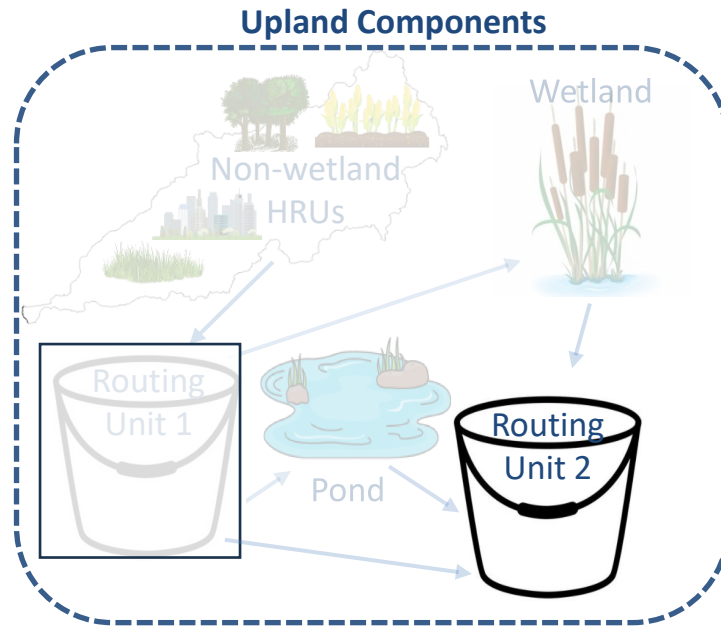 Upland Components
Wetland
Non-wetland
HRUs
Routing
Unit 1
Routing
Unit 2
Pond